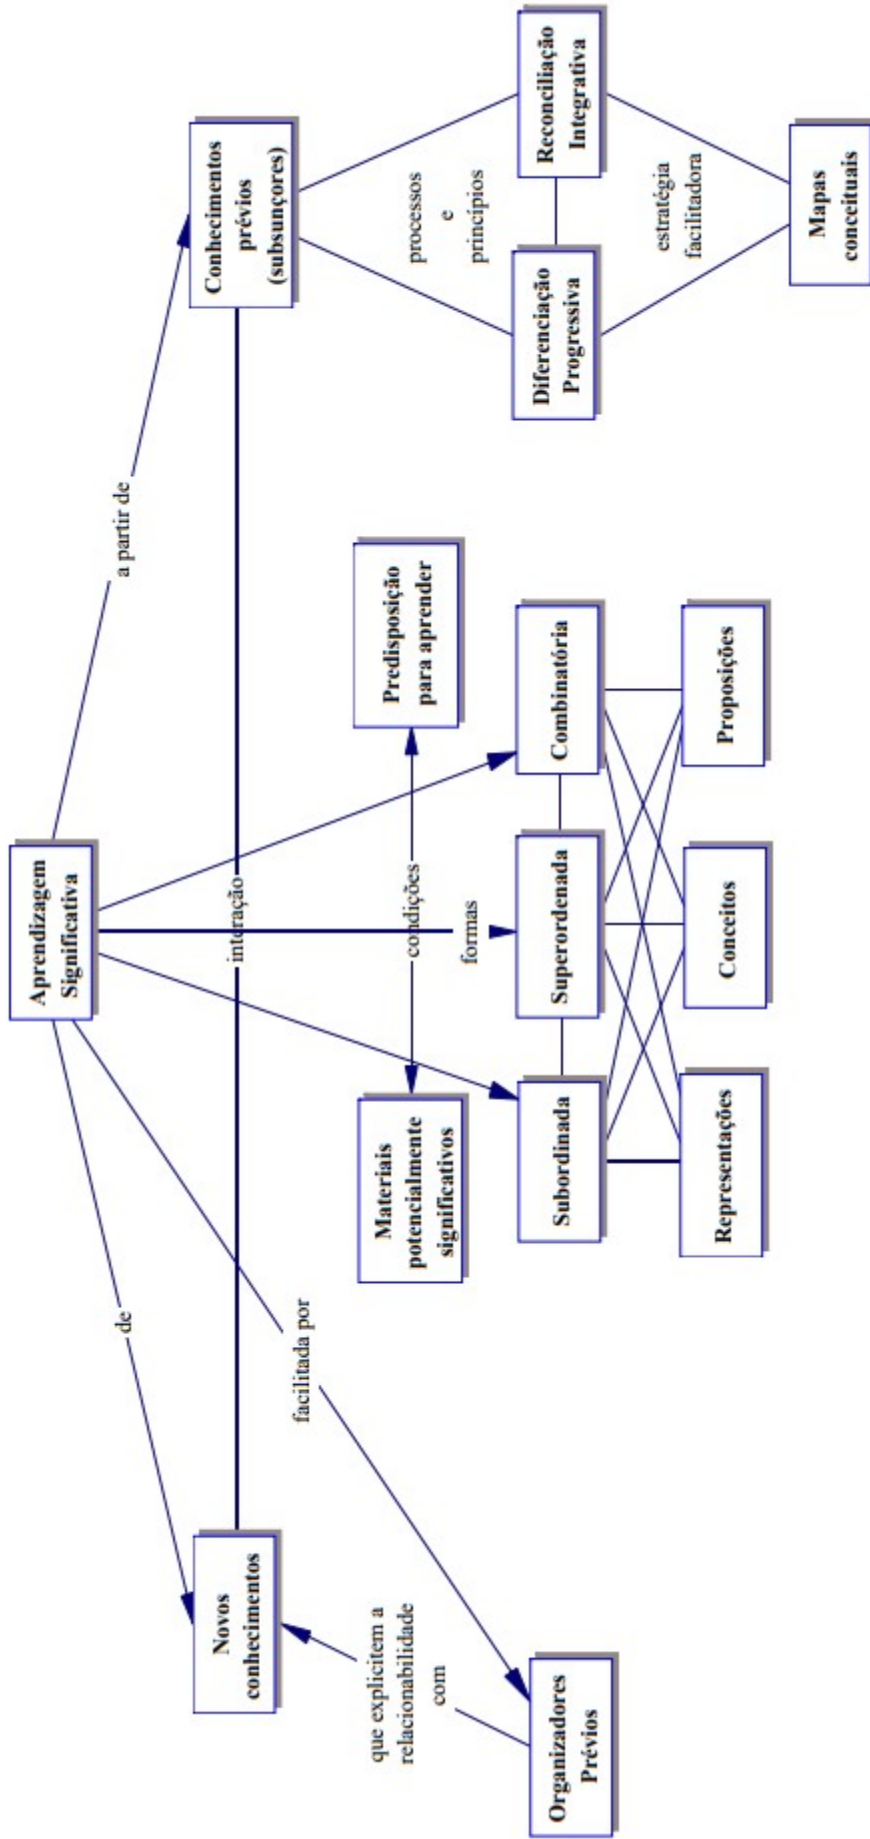 Aprendizagem
Significativa
de
a partir de
facilitada por
Novos
conhecimentos
interação
Conhecimentos
prévios
(subsunçores)
que explicitem a
relacionabilidade
com
Materiais
potencialmente
significativos
condições
Predisposição
para aprender
processos
e
princípios
formas
Organizadores
Prévios
Subordinada
Superordenada
Combinatória
Diferenciação
Progressiva
Reconciliação
Integrativa
estratégia
facilitadora
Representações
Conceitos
Proposições
Mapas
conceituais